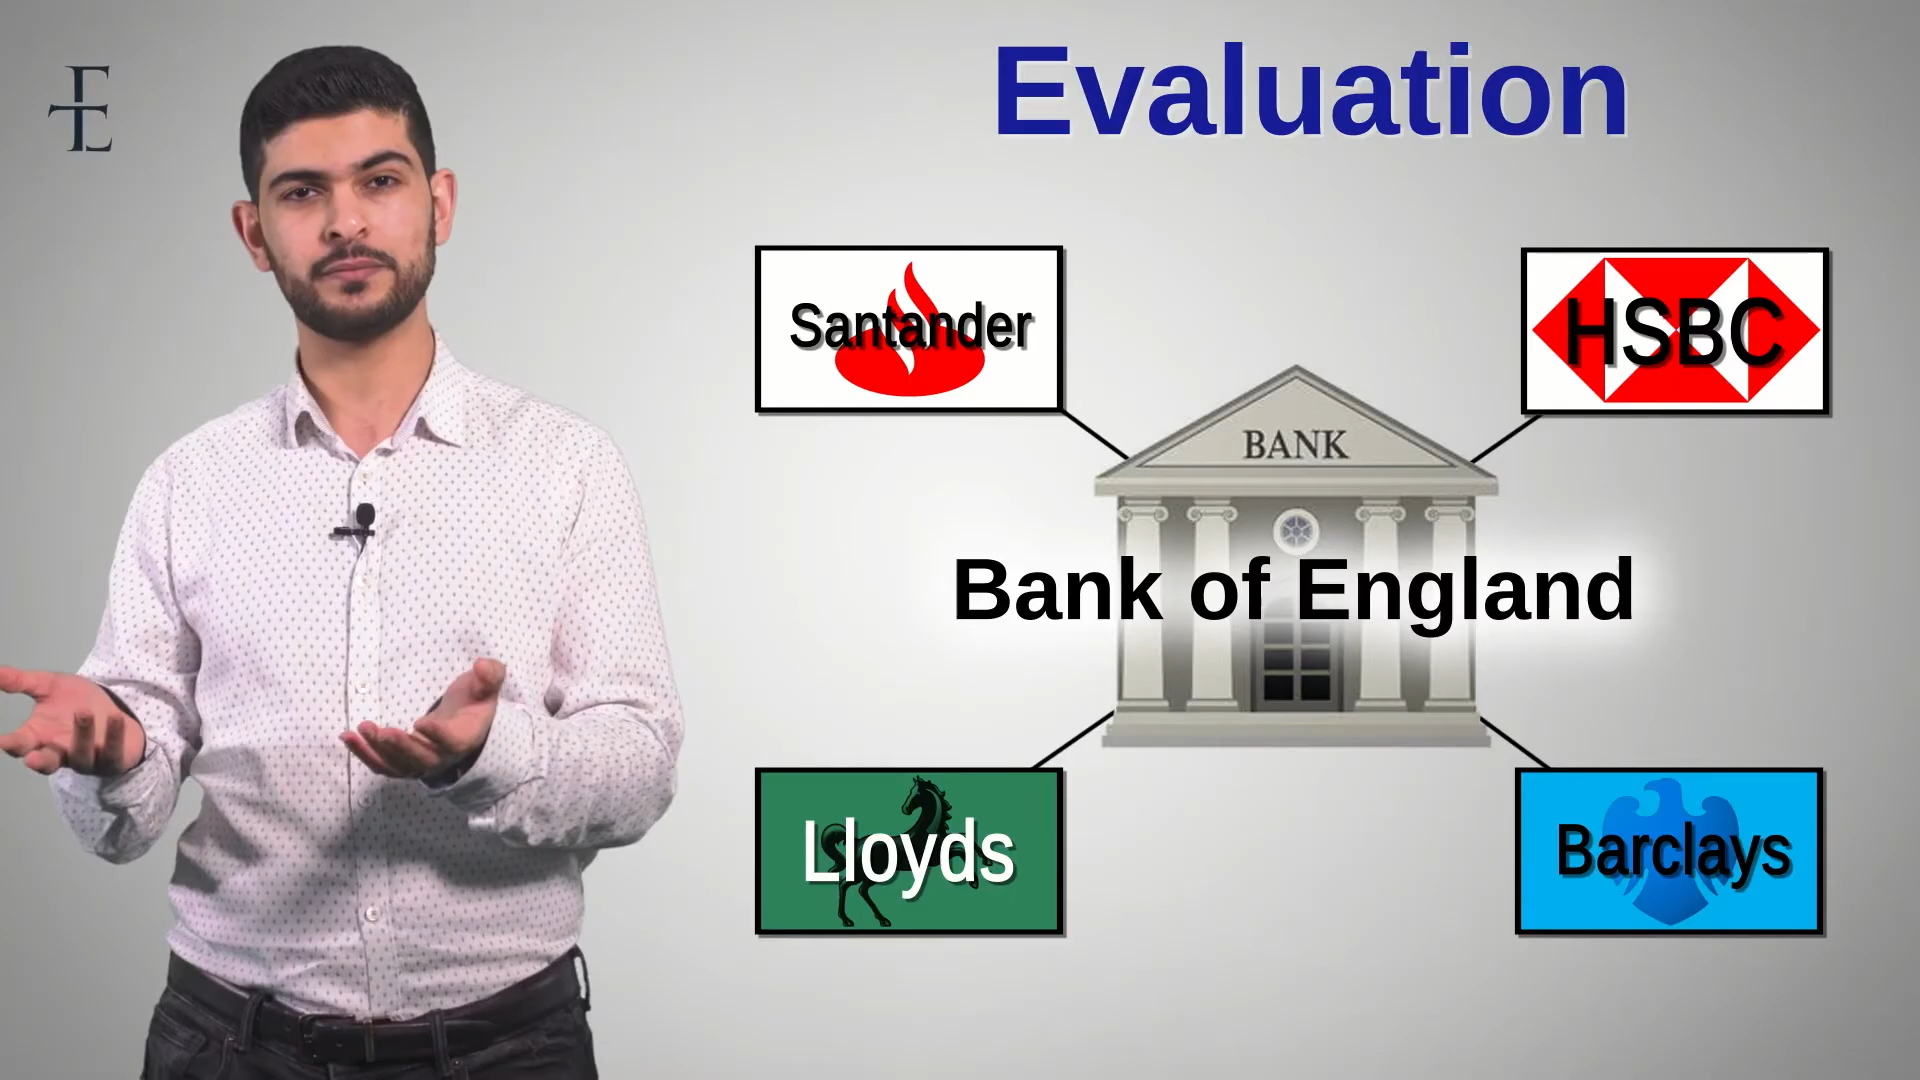 Evaluation
Santander
HSBC
BANK
Bank of England
Lloyds
Barclays